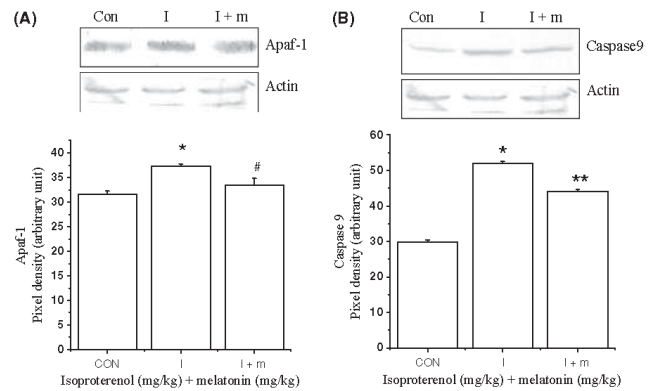 (A)
Con I I + m
Apaf-1
Actin
Apaf-1
Pixel density (arbitrary unit)
40
35
30
25
20
15
10
5
0
*
#
CON I I + m
Isoproterenol (mg/kg) + melatonin (mg/kg)
(B)
Con I I + m
Caspase9
Actin
Caspase 9
Pixel density (arbitrary unit)
60
50
40
30
20
10
0
*
**
CON I I + m
Isoproterenol (mg/kg) + melatonin (mg/kg)